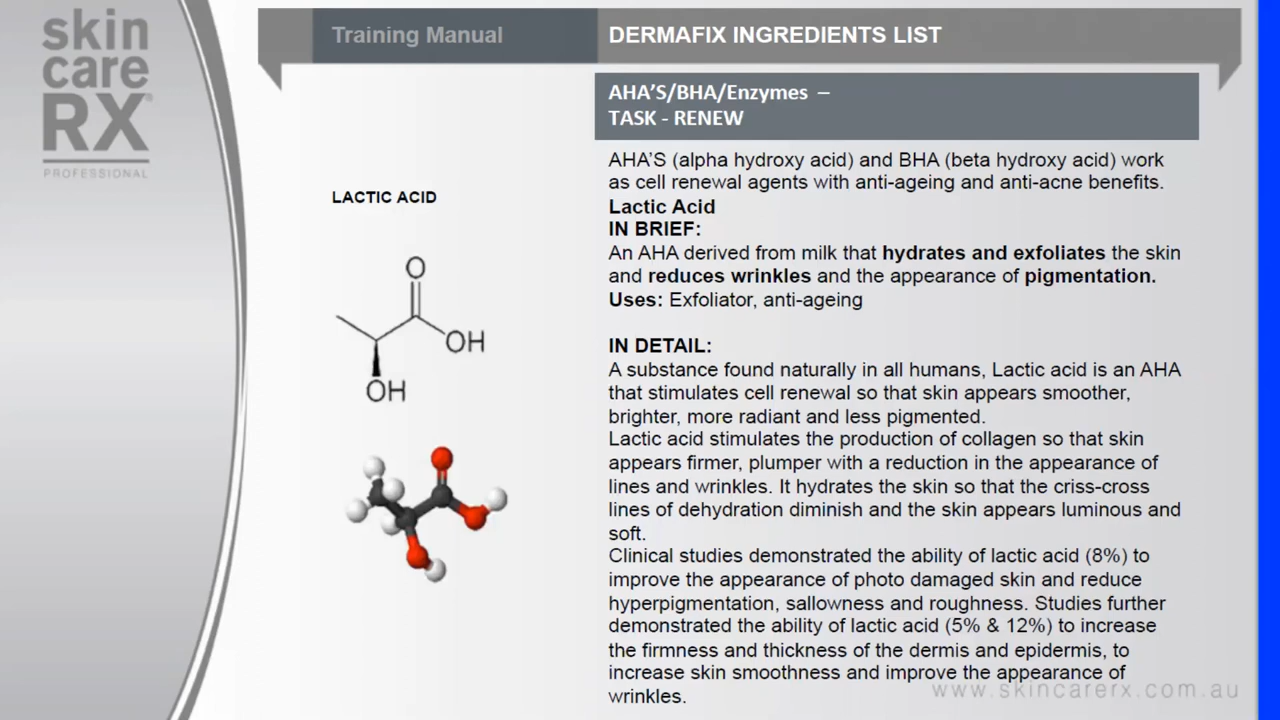 skin
care
RX®
PROFESSIONAL
Training Manual
DERMAFIX INGREDIENTS LIST
AHA'S/BHA/Enzymes –
TASK - RENEW
AHA'S (alpha hydroxy acid) and BHA (beta hydroxy acid) work
as cell renewal agents with anti-ageing and anti-acne benefits.
Lactic Acid
IN BRIEF:
An AHA derived from milk that hydrates and exfoliates the skin
and reduces wrinkles and the appearance of pigmentation.
Uses: Exfoliator, anti-ageing
IN DETAIL:
A substance found naturally in all humans, Lactic acid is an AHA
that stimulates cell renewal so that skin appears smoother,
brighter, more radiant and less pigmented.
Lactic acid stimulates the production of collagen so that skin
appears firmer, plumper with a reduction in the appearance of
lines and wrinkles. It hydrates the skin so that the criss-cross
lines of dehydration diminish and the skin appears luminous and
soft.
Clinical studies demonstrated the ability of lactic acid (8%) to
improve the appearance of photo damaged skin and reduce
hyperpigmentation, sallowness and roughness. Studies further
demonstrated the ability of lactic acid (5% & 12%) to increase
the firmness and thickness of the dermis and epidermis, to
increase skin smoothness and improve the appearance of
wrinkles.
LACTIC ACID
O
OH
OH
www.skincarerx.com.au